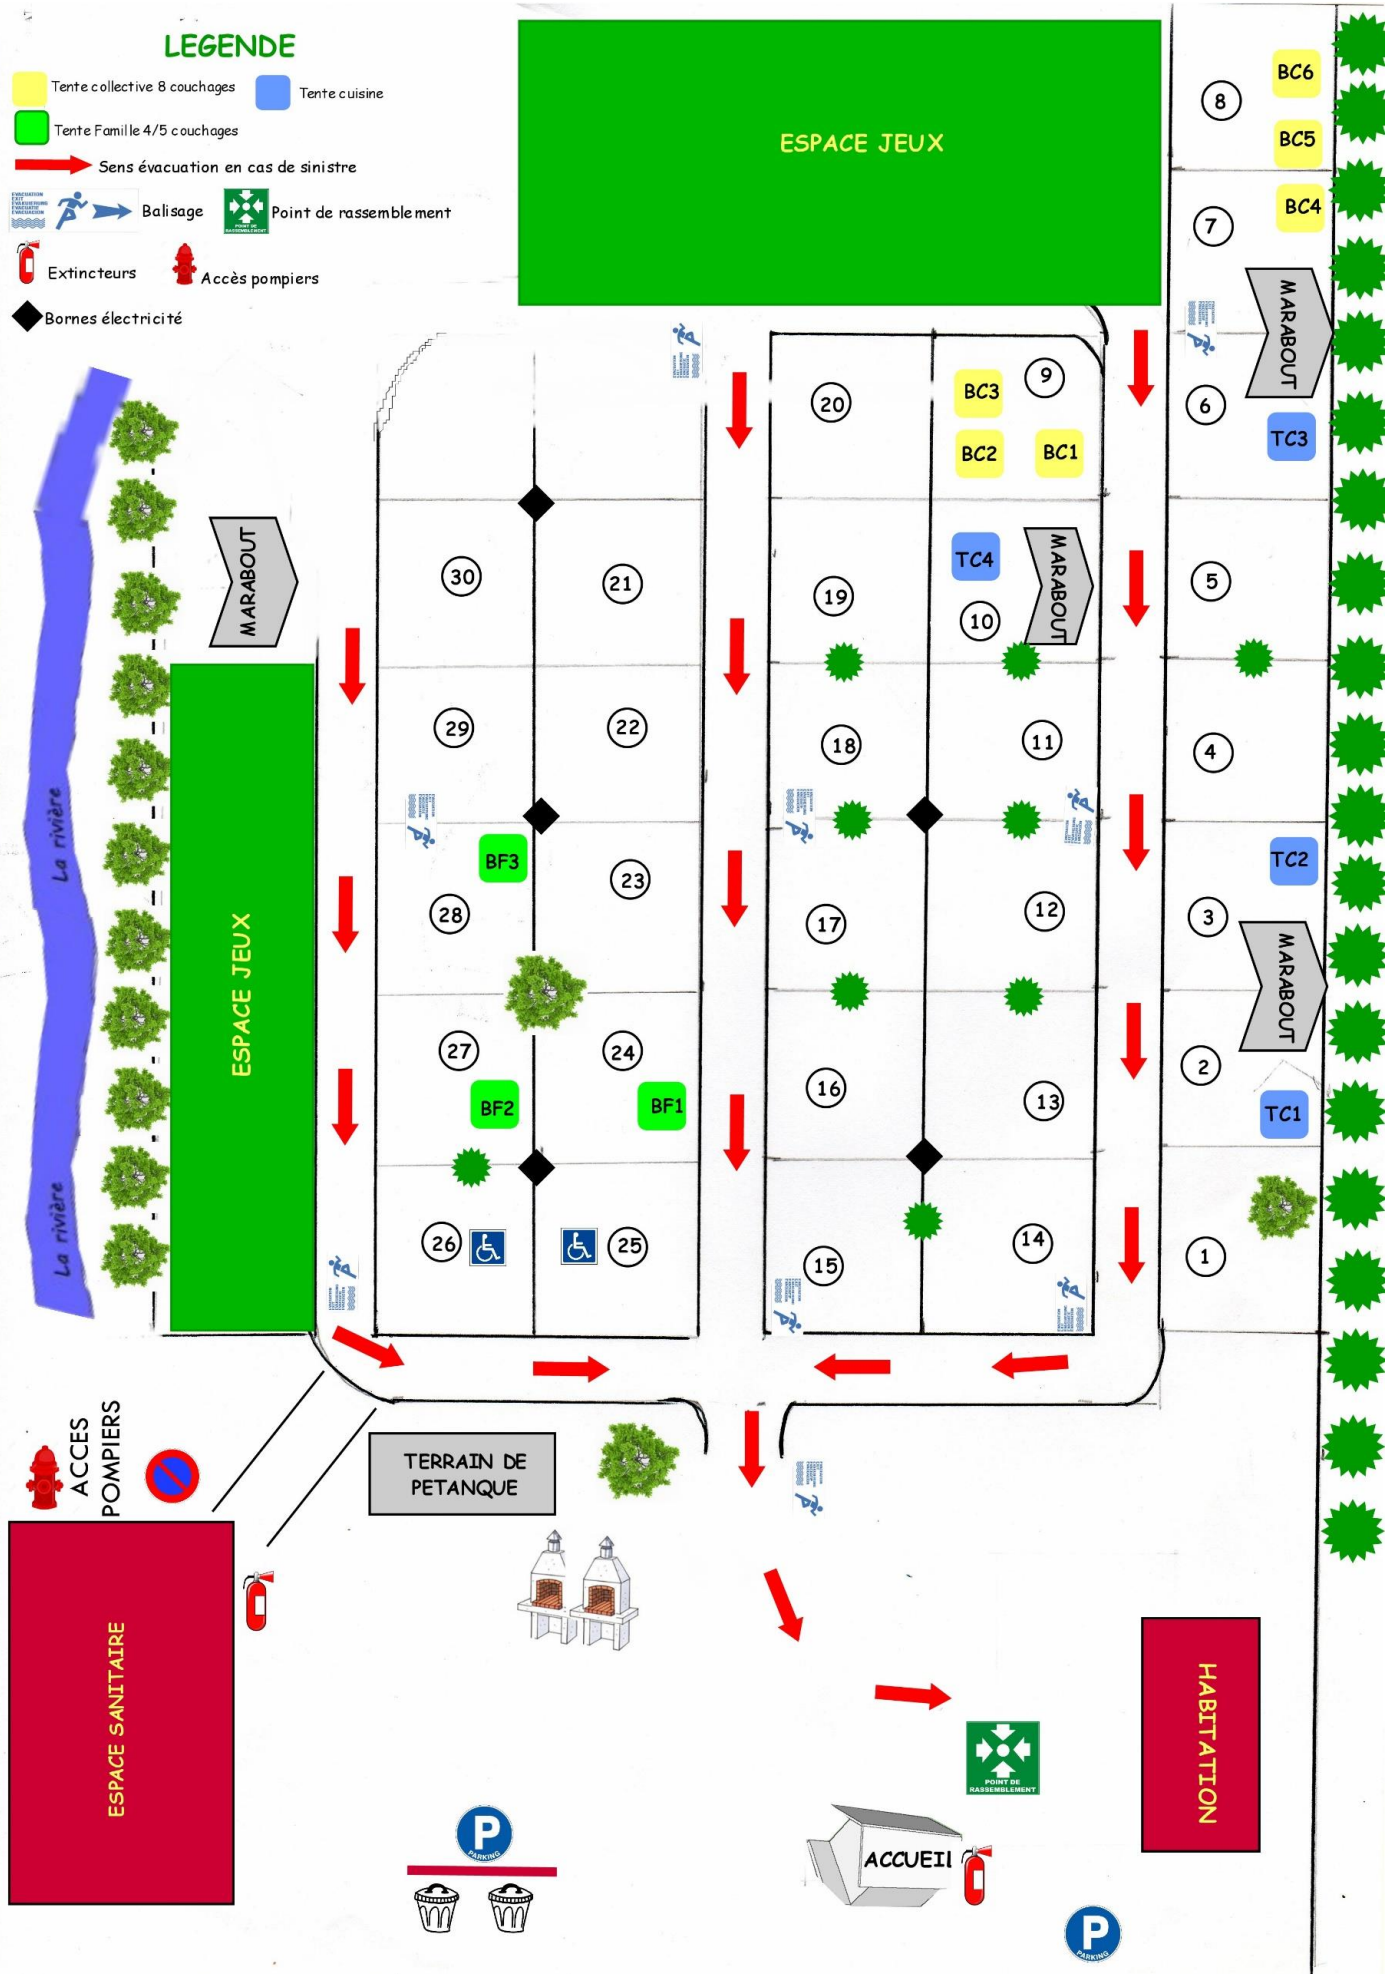 LEGENDE
Tente collective 8 couchages
Tente cuisine
Tente Famille 4/5 couchages
Sens évacuation en cas de sinistre
Balisage
POINT DE
RASSEMBLEMENT
Point de rassemblement
Extincteurs
Accès pompiers
Bornes électricité
ESPACE JEUX
8
BC6
BC5
7
BC4
MARABOUT
6
TC3
20
BC3
9
BC2
BC1
MARABOUT
30
21
19
TC4
10
MARABOUT
5
29
22
18
11
4
La rivière
ESPACE JEUX
BF3
28
23
17
12
TC2
3
MARABOUT
27
24
BF2
BF1
16
13
2
TC1
La rivière
26
25
15
14
1
ACCES
POMPIERS
TERRAIN DE
PETANQUE
ESPACE SANITAIRE
HABITATION
POINT DE
RASSEMBLEMENT
P
PARKING
ACCUEIL
P
PARKING